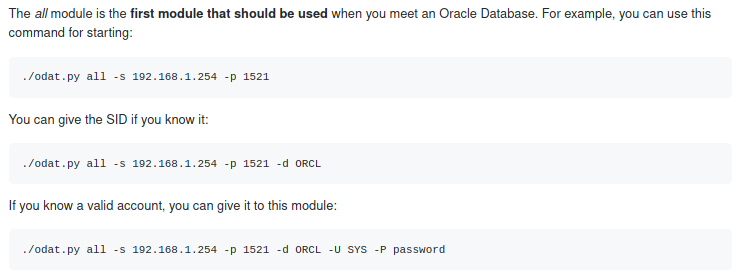 The all module is the first module that should be used when you meet an Oracle Database. For example, you can use this
command for starting:
./odat.py all -s 192.168.1.254 -p 1521
You can give the SID if you know it:
./odat.py all -s 192.168.1.254 -p 1521 -d ORCL
If you know a valid account, you can give it to this module:
./odat.py all -s 192.168.1.254 -p 1521 -d ORCL -U SYS -P password